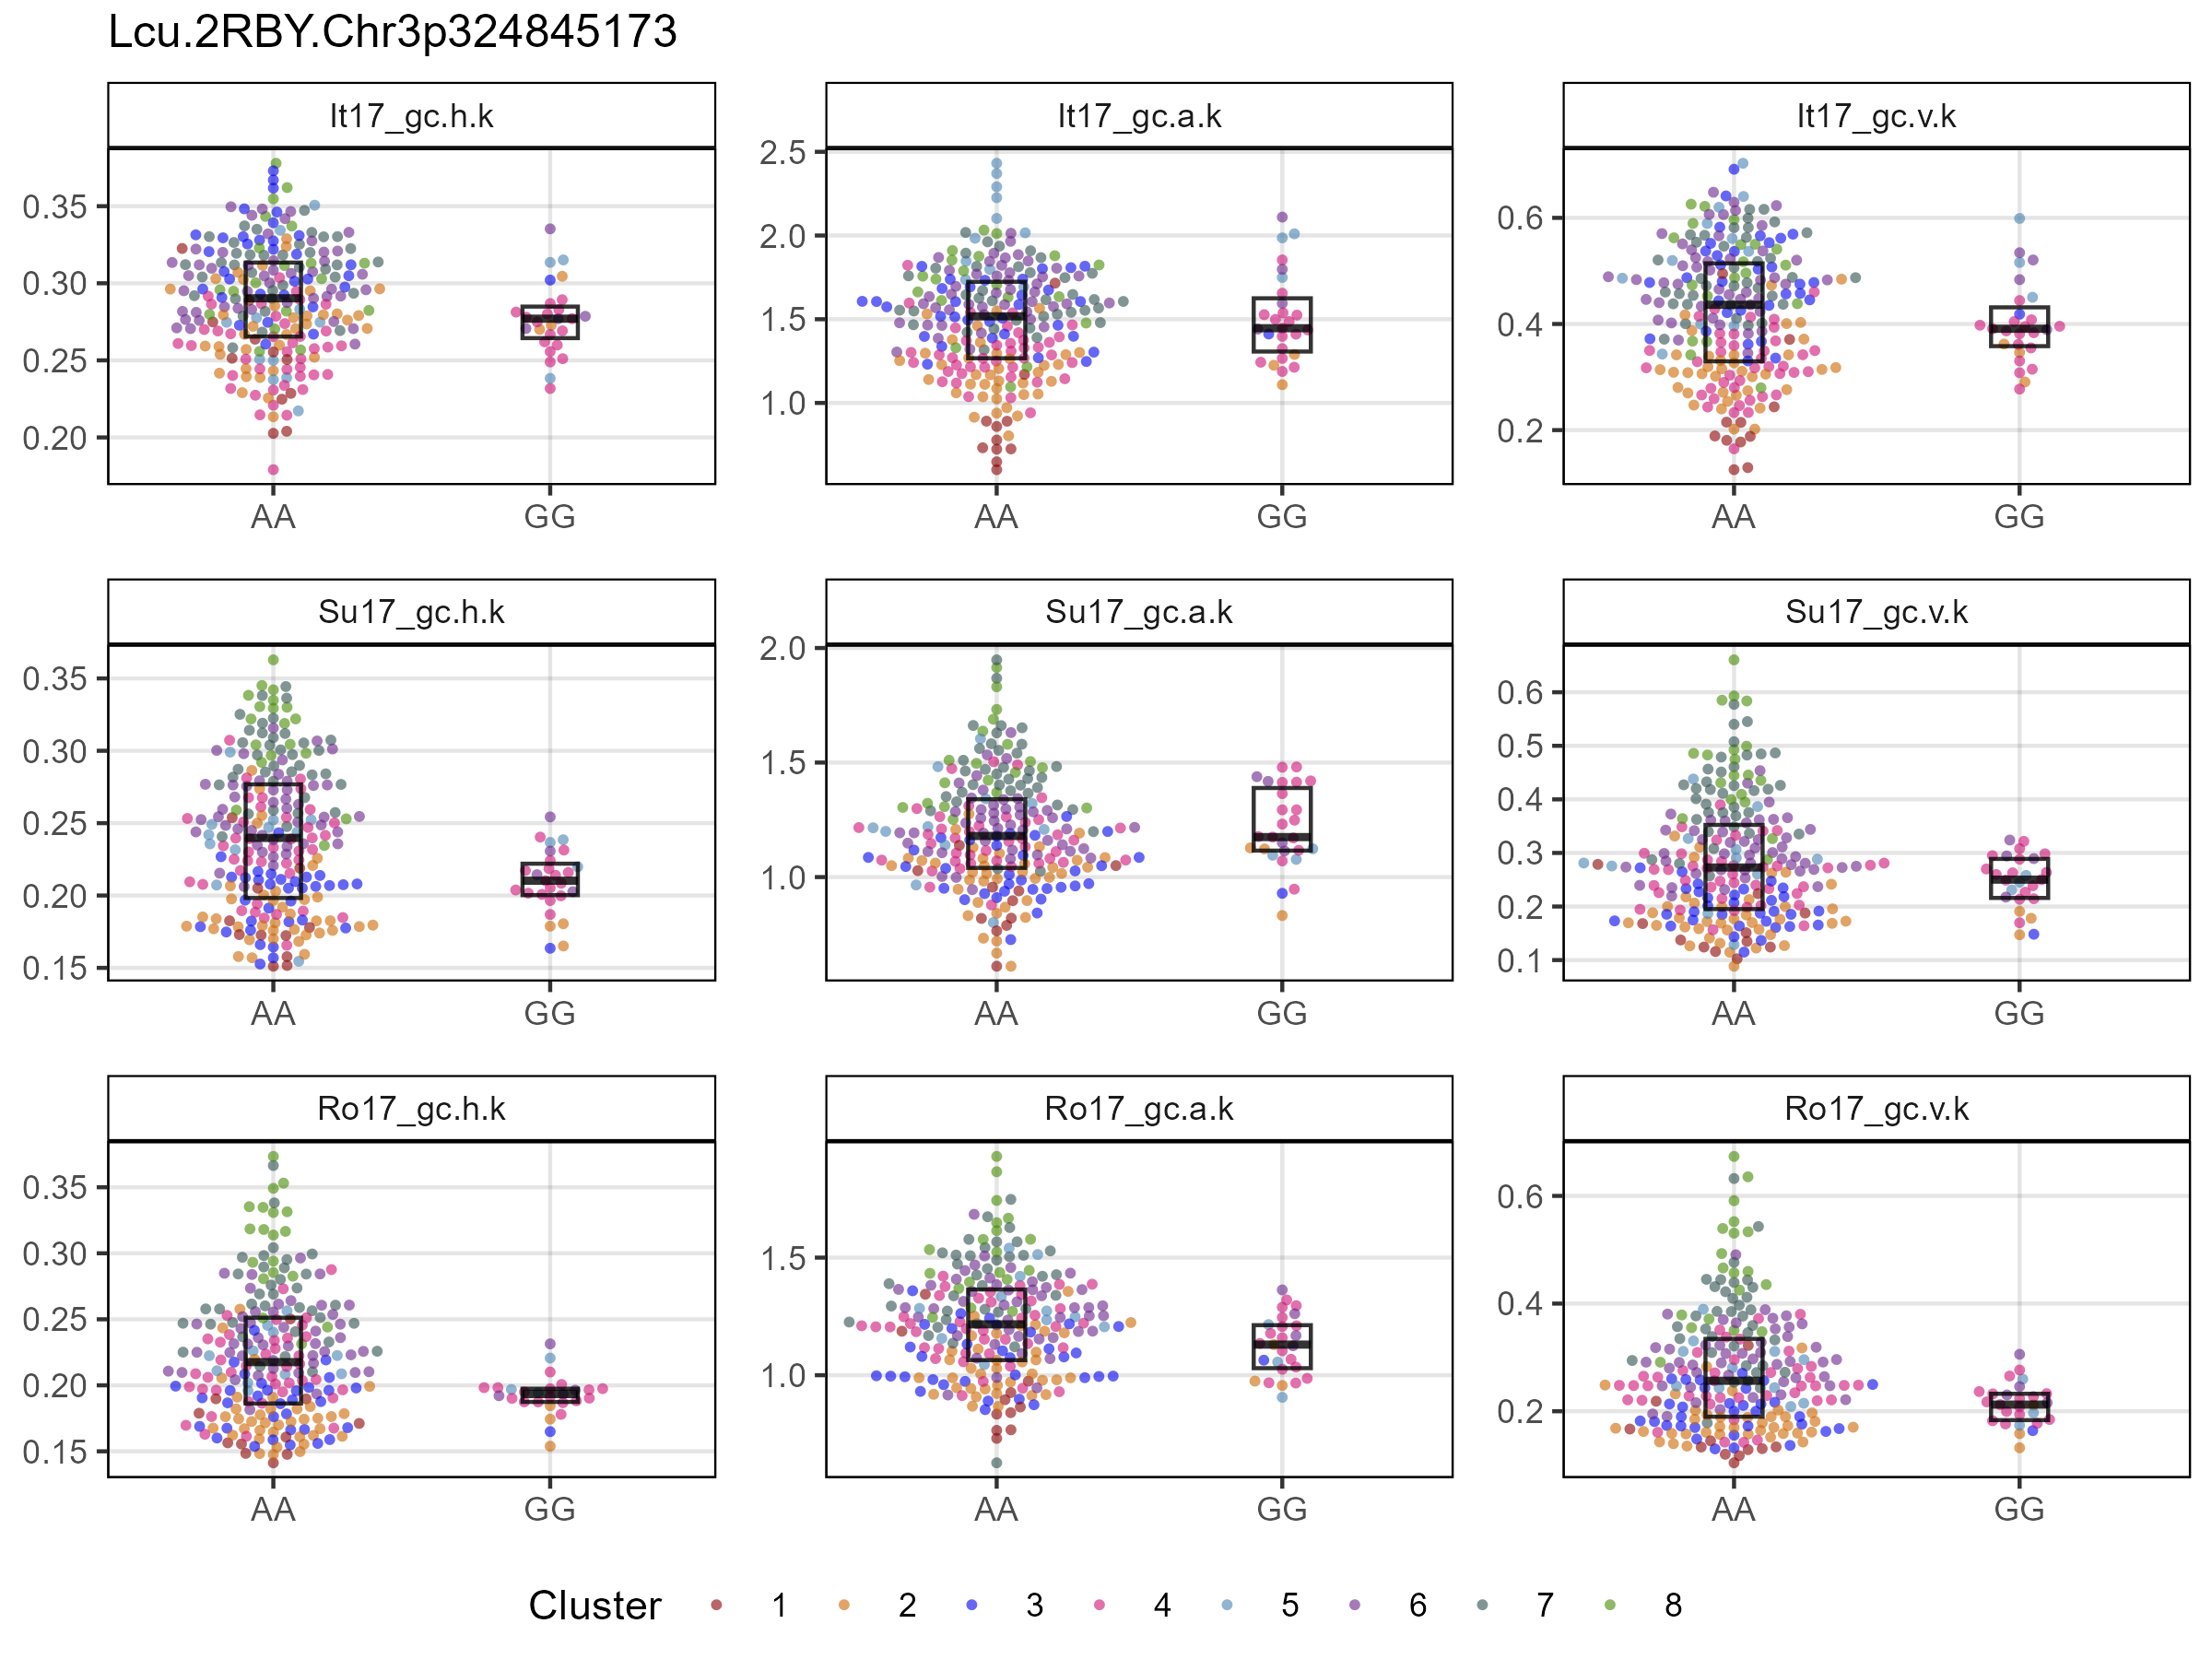 Lcu.2RBY.Chr3p324845173
It17_gc.h.k
It17_gc.a.k
It17_gc.v.k
0.35
0.30
0.25
0.20
2.5
2.0
1.5
1.0
0.6
0.4
0.2
AA
GG
AA
GG
AA
GG
Su17_gc.h.k
Su17_gc.a.k
Su17_gc.v.k
0.35
0.30
0.25
0.20
0.15
2.0
1.5
1.0
0.6
0.5
0.4
0.3
0.2
0.1
AA
GG
AA
GG
AA
GG
Ro17_gc.h.k
Ro17_gc.a.k
Ro17_gc.v.k
0.35
0.30
0.25
0.20
0.15
1.5
1.0
0.6
0.4
0.2
AA
GG
AA
GG
AA
GG
Cluster 1 2 3 4 5 6 7 8